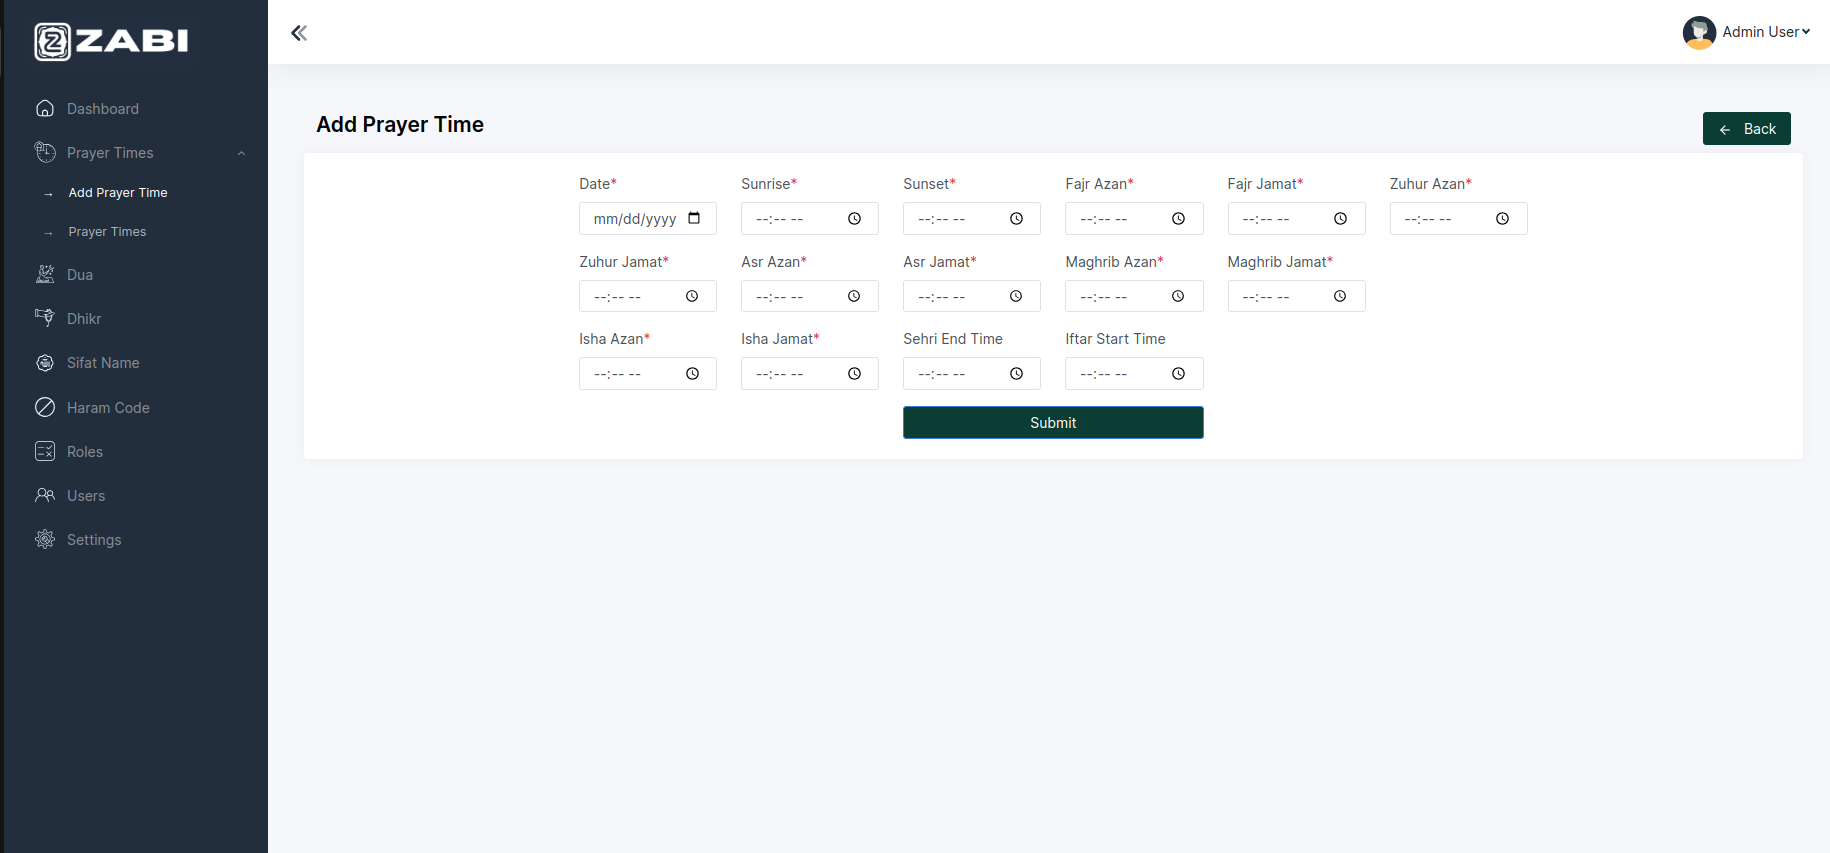 ZABI
Admin User
Dashboard
Prayer Times
Add Prayer Time
Prayer Times
Dua
Dhikr
Sifat Name
Haram Code
Roles
Users
Settings
Add Prayer Time
← Back
Date* Sunrise* Sunset* Fajr Azan* Fajr Jamat* Zuhur Azan*
mm/dd/yyyy --:-- -- --:-- -- --:-- -- --:-- -- --:-- --
Zuhur Jamat* Asr Azan* Asr Jamat* Maghrib Azan* Maghrib Jamat*
--:-- -- --:-- -- --:-- -- --:-- -- --:-- --
Isha Azan* Isha Jamat* Sehri End Time Iftar Start Time
--:-- -- --:-- -- --:-- -- --:-- --
Submit